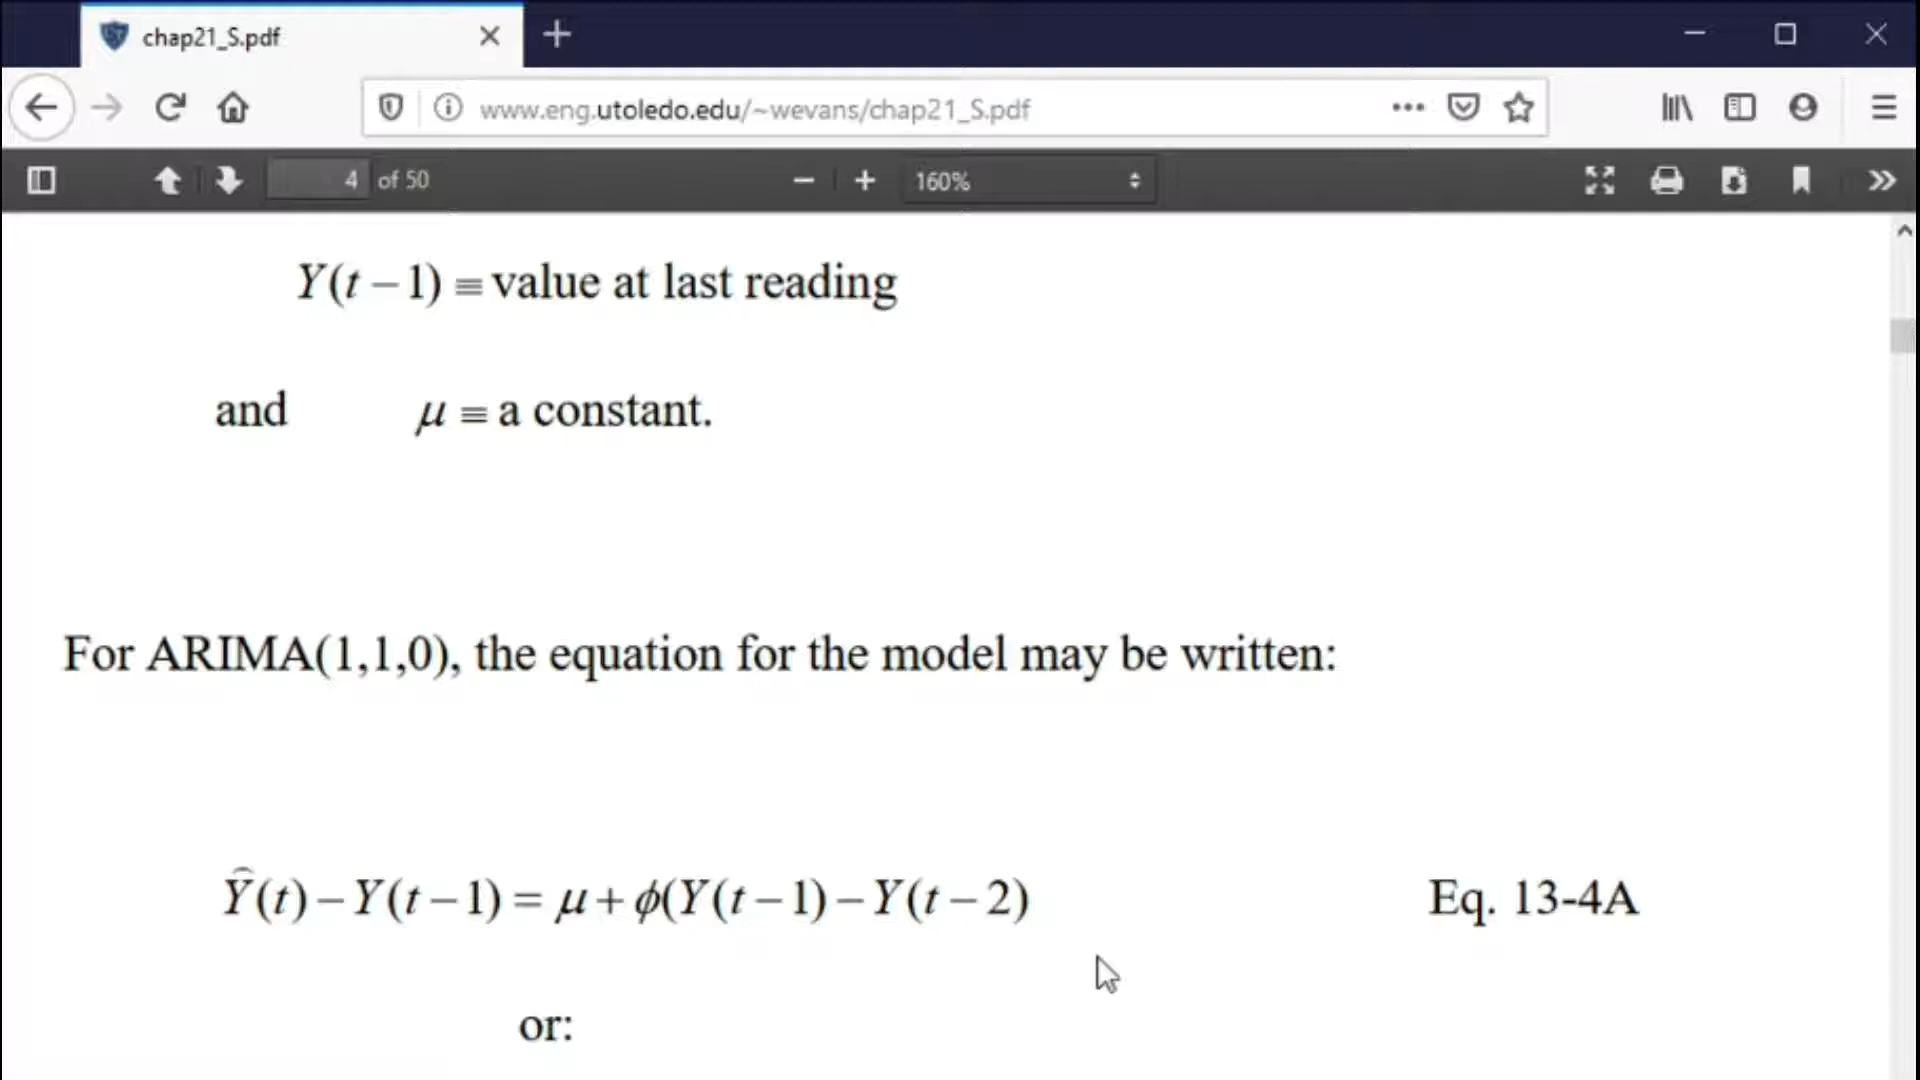 chap21_S.pdf
www.eng.utoledo.edu/~wevans/chap21_S.pdf
4 of 50
160%
Y(t − 1) ≡ value at last reading
and μ ≡ a constant.
For ARIMA(1,1,0), the equation for the model may be written:
Ŷ(t) − Y(t − 1) = μ + ϕ(Y(t − 1) − Y(t − 2) Eq. 13-4A
or: